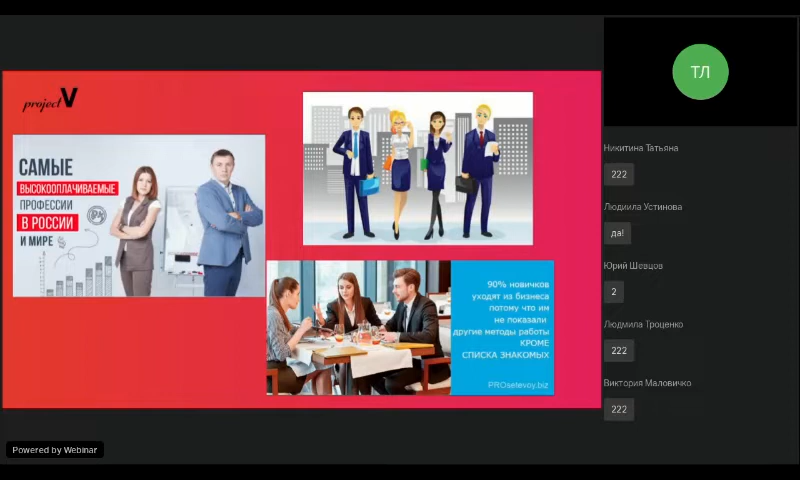 project V
САМЫЕ
ВЫСОКООПЛАЧИВАЕМЫЕ
ПРОФЕССИИ
В РОССИИ
И МИРЕ
90% новичков
уходят из бизнеса
потому что им
не показали
другие методы работы
КРОМЕ
СПИСКА ЗНАКОМЫХ
PROsetevoy.biz
ТЛ
Никитина Татьяна
222
Людмила Устинова
да!
Юрий Шевцов
2
Людмила Троценко
222
Виктория Маловичко
222
Powered by Webinar